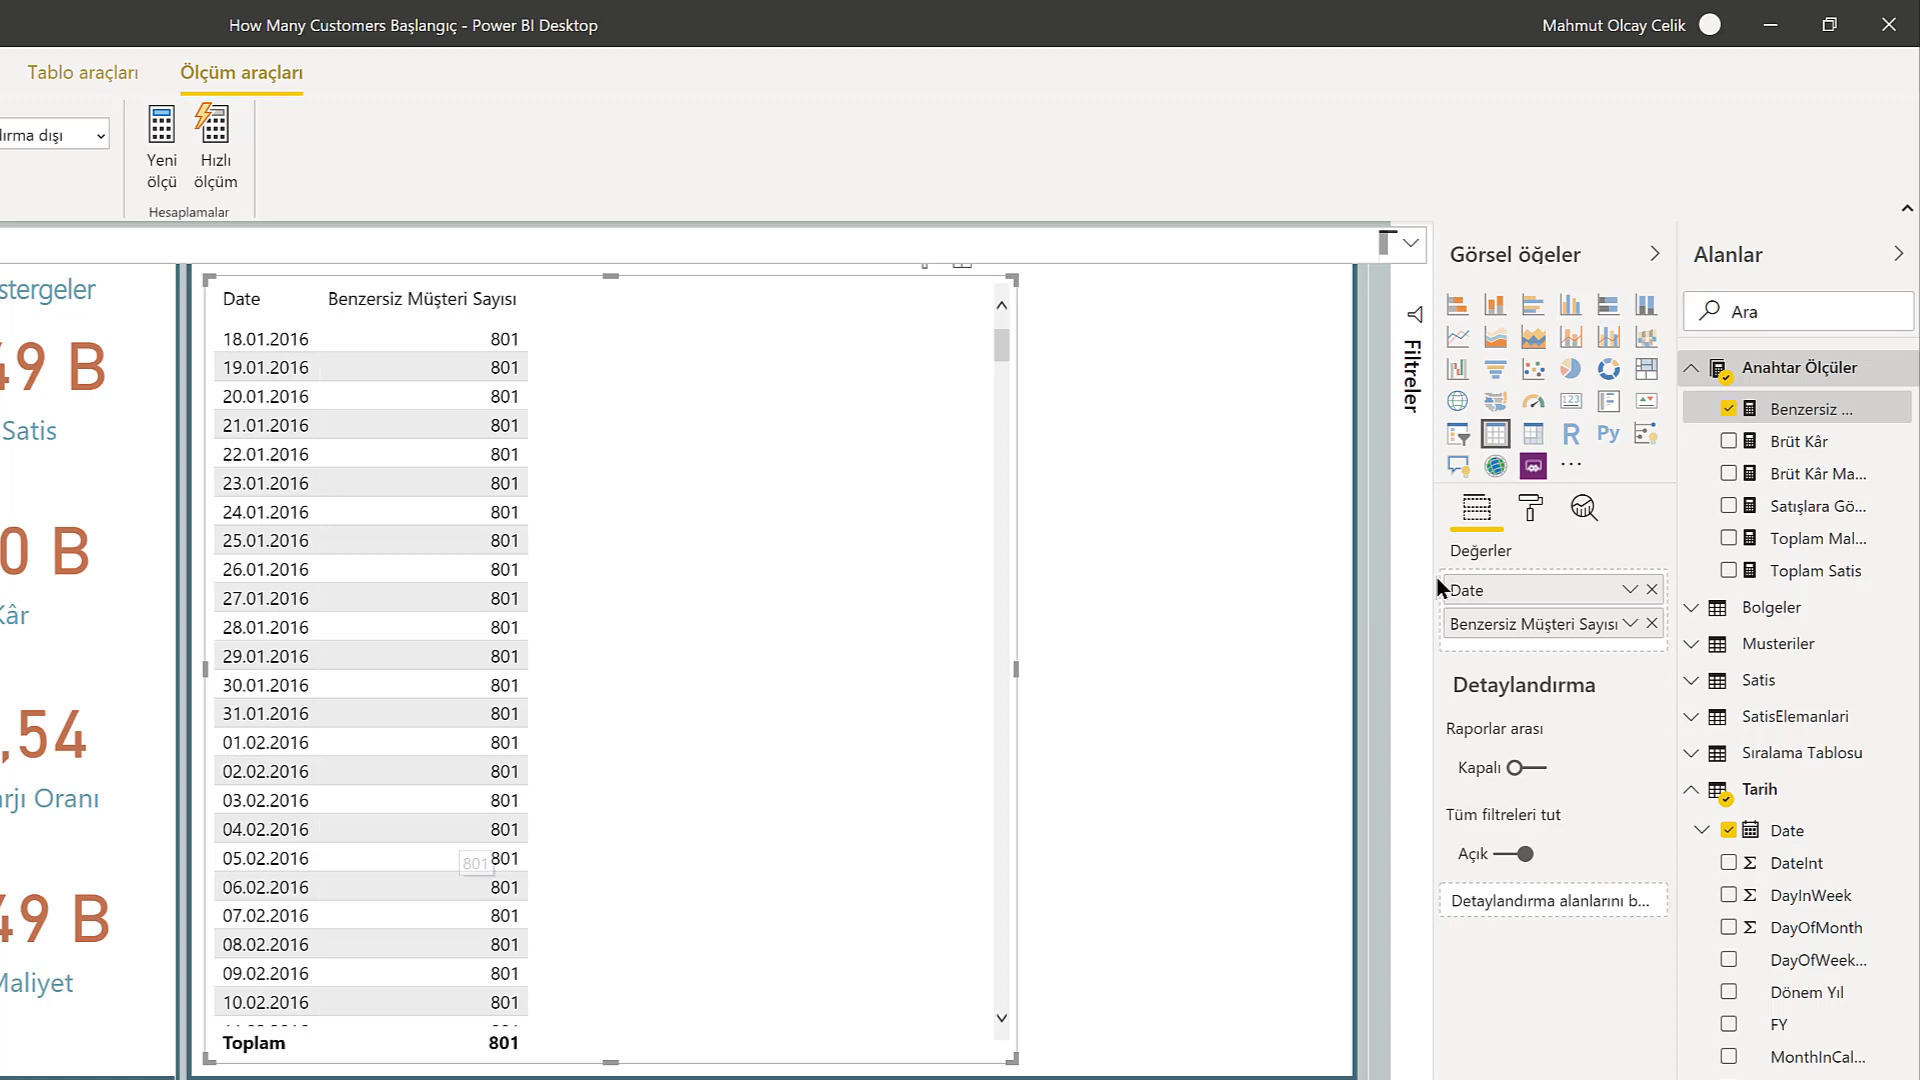 How Many Customers Başlangıç - Power BI Desktop
Mahmut Olcay Celik
Tablo araçları
Ölçüm araçları
dışı
Yeni ölçü
Hızlı ölçüm
Hesaplamalar
Satis
49 B
Maliyet
Oranı
Date Benzersiz Müşteri Sayısı
18.01.2016 801
19.01.2016 801
20.01.2016 801
21.01.2016 801
22.01.2016 801
23.01.2016 801
24.01.2016 801
25.01.2016 801
26.01.2016 801
27.01.2016 801
28.01.2016 801
29.01.2016 801
30.01.2016 801
31.01.2016 801
01.02.2016 801
02.02.2016 801
03.02.2016 801
04.02.2016 801
05.02.2016 801
801
06.02.2016 801
07.02.2016 801
08.02.2016 801
09.02.2016 801
10.02.2016 801
Toplam 801
Filtreler
Görsel öğeler
123
R
Py
Değerler
Date
Benzersiz Müşteri Sayısı
Detaylandırma
Raporlar arası
Kapalı
Tüm filtreleri tut
Açık
Detaylandırma alanlarını b...
Alanlar
Ara
Anahtar Ölçüler
Benzersiz ...
Brüt Kâr
Brüt Kâr Ma...
Satışlara Gö...
Toplam Mal...
Toplam Satis
Bolgeler
Musteriler
Satis
SatisElemanlari
Sıralama Tablosu
Tarih
Date
DateInt
DayInWeek
DayOfMonth
DayOfWeek...
Dönem Yıl
FY
MonthInCal...